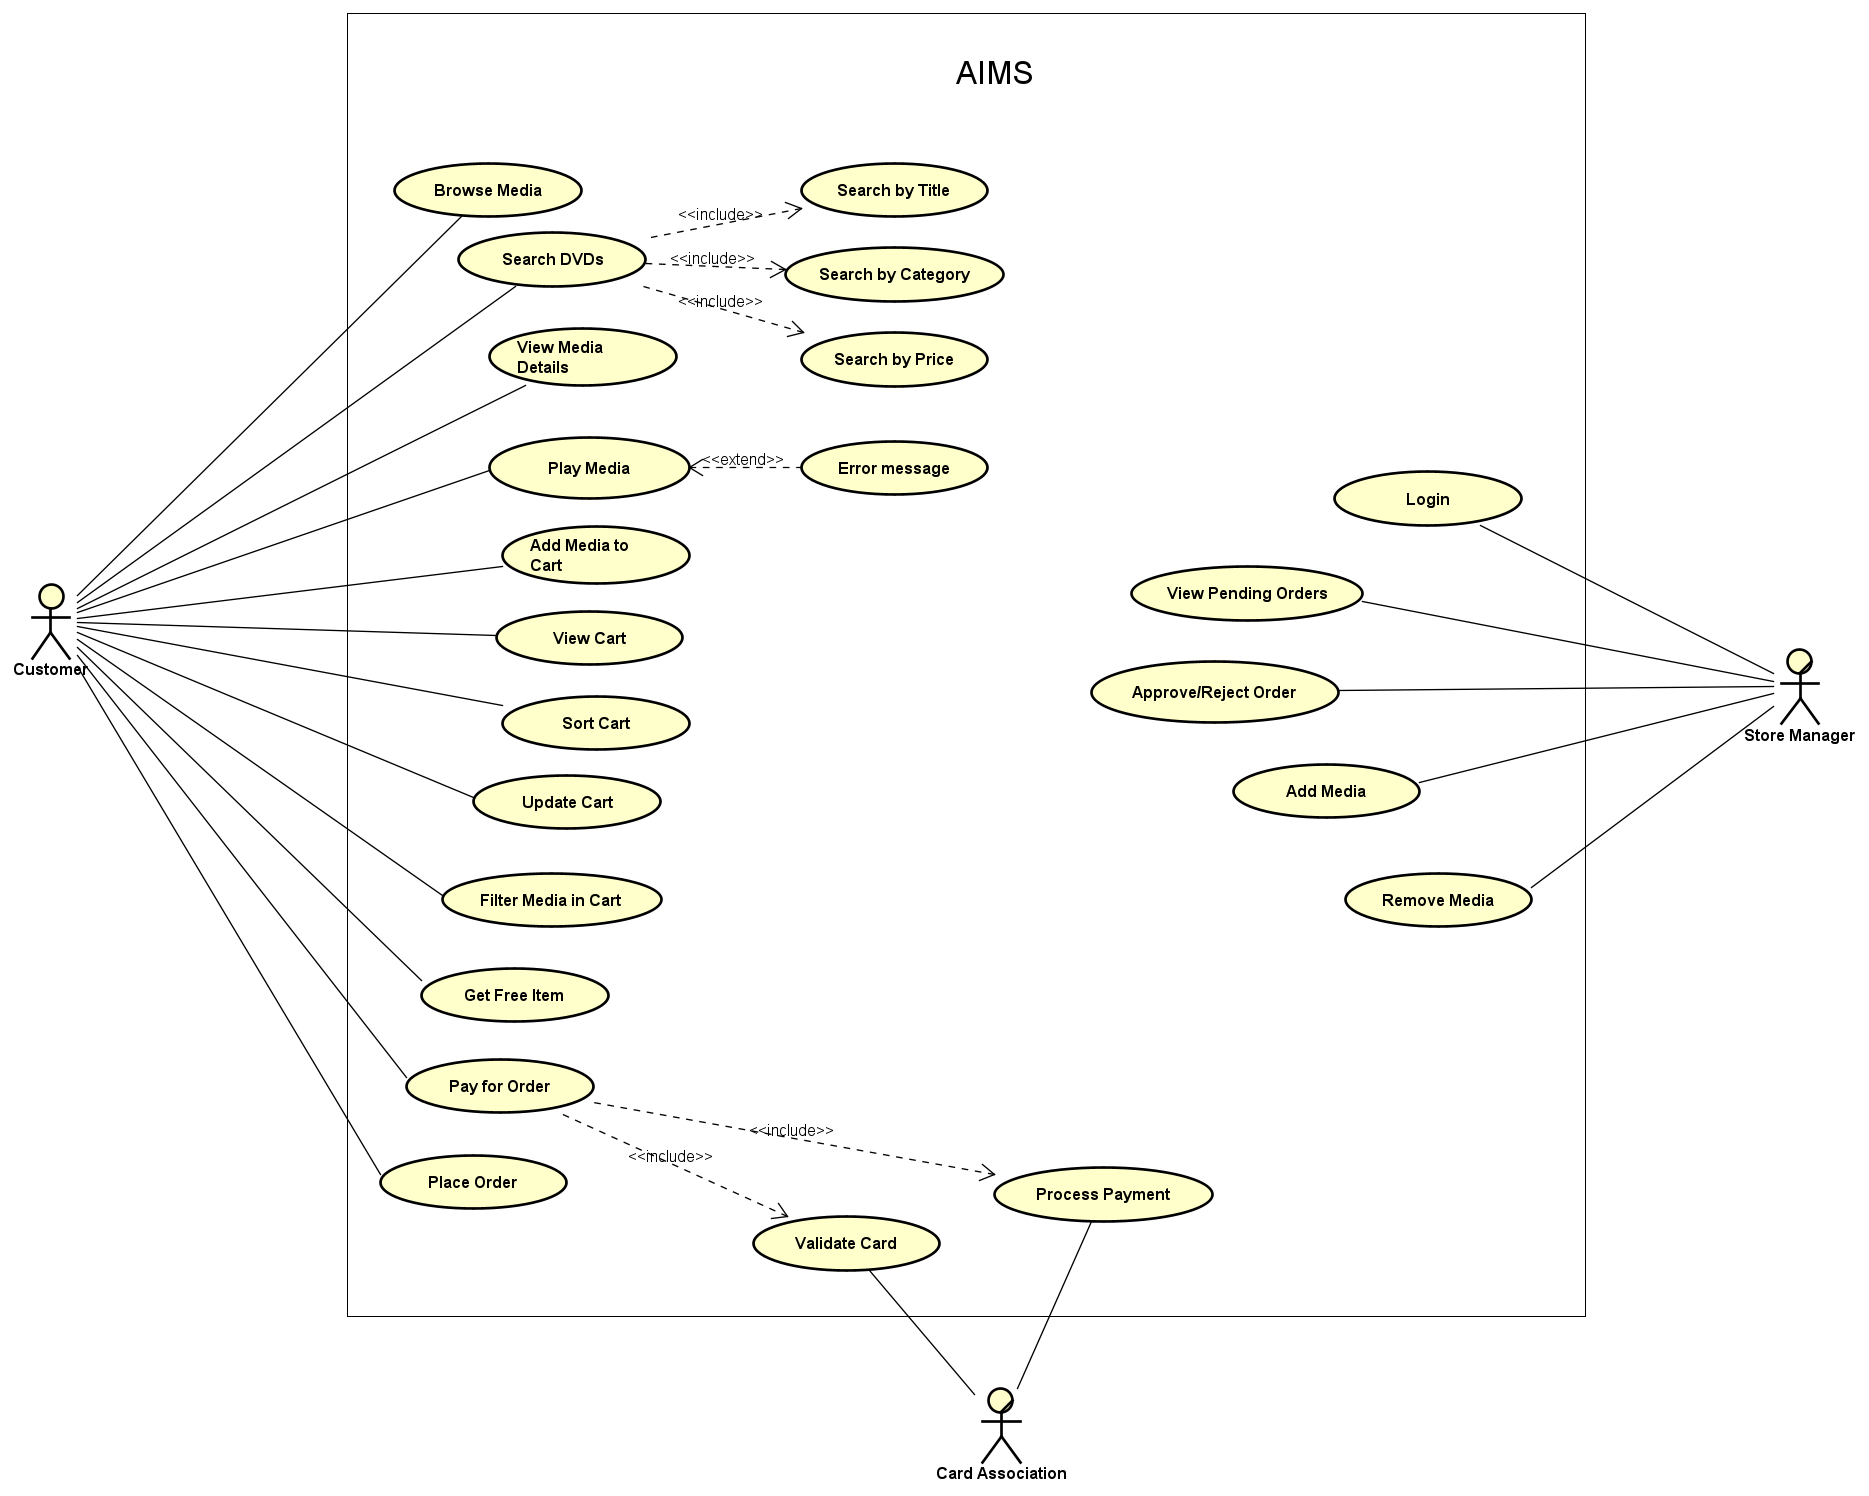 AIMS
Browse Media
Search by Title
<<include>>
Search DVDs
<<include>>
Search by Category
<<include>>
View Media
Details
Search by Price
Play Media
<<extend>>
Error message
Login
Add Media to
Cart
View Pending Orders
View Cart
Customer
Approve/Reject Order
Sort Cart
Store Manager
Update Cart
Add Media
Filter Media in Cart
Remove Media
Get Free Item
Pay for Order
<<include>>
<<include>>
Place Order
Process Payment
Validate Card
Card Association